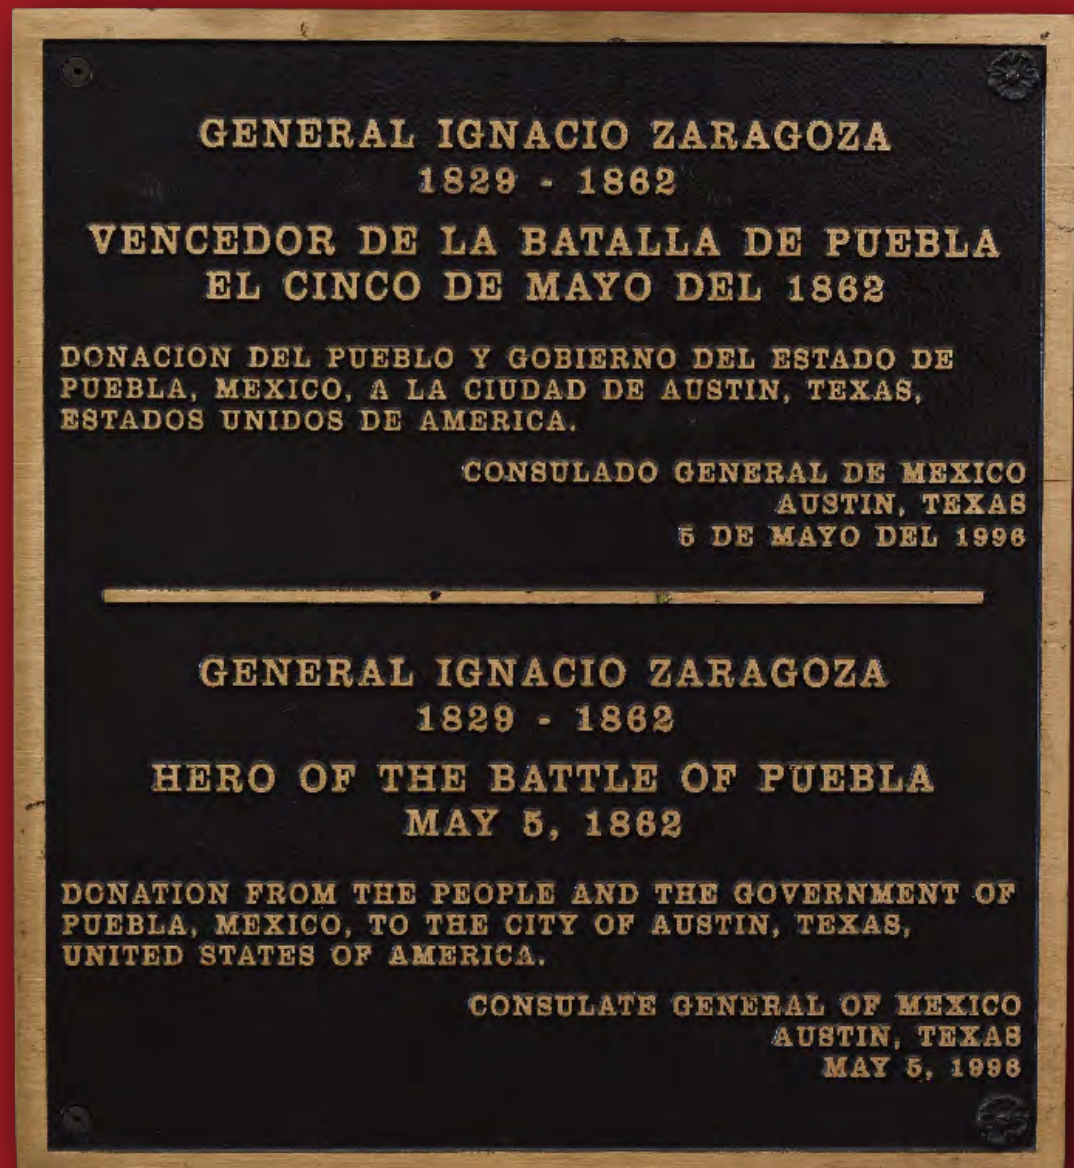 GENERAL IGNACIO ZARAGOZA
1829 - 1862
VENCEDOR DE LA BATALLA DE PUEBLA
EL CINCO DE MAYO DEL 1862
DONACION DEL PUEBLO Y GOBIERNO DEL ESTADO DE
PUEBLA, MEXICO, A LA CIUDAD DE AUSTIN, TEXAS,
ESTADOS UNIDOS DE AMERICA.
CONSULADO GENERAL DE MEXICO
AUSTIN, TEXAS
5 DE MAYO DEL 1996
GENERAL IGNACIO ZARAGOZA
1829 - 1862
HERO OF THE BATTLE OF PUEBLA
MAY 5, 1862
DONATION FROM THE PEOPLE AND THE GOVERNMENT OF
PUEBLA, MEXICO, TO THE CITY OF AUSTIN, TEXAS,
UNITED STATES OF AMERICA.
CONSULATE GENERAL OF MEXICO
AUSTIN, TEXAS
MAY 5, 1996